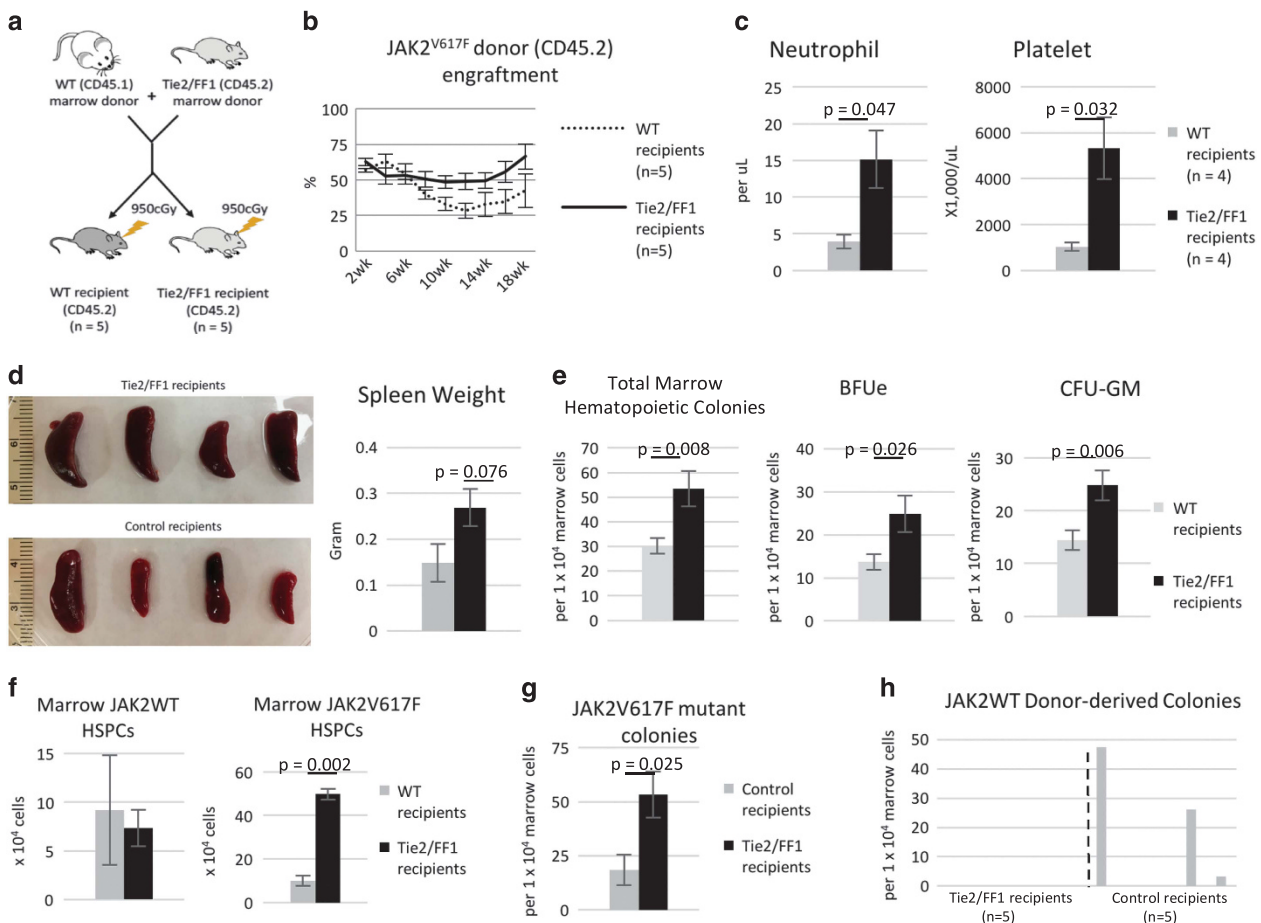 a
WT (CD45.1)
marrow donor
+
Tie2/FF1 (CD45.2)
marrow donor
950cGy
950cGy
WT recipient
(CD45.2)
(n = 5)
Tie2/FF1 recipient
(CD45.2)
(n = 5)
b
JAK2V617F donor (CD45.2)
engraftment
%
100
75
50
25
0
2wk
6wk
10wk
14wk
18wk
WT
recipients
(n=5)
Tie2/FF1
recipients
(n=5)
c
Neutrophil
per uL
25
20
15
10
5
0
p = 0.047
Platelet
X1,000/uL
8000
6000
4000
2000
0
p = 0.032
WT
recipients
(n = 4)
Tie2/FF1
recipients
(n = 4)
d
Tie2/FF1 recipients
6
5
Control recipients
4
3
Spleen Weight
Gram
0.4
0.3
0.2
0.1
0
p = 0.076
e
Total Marrow
Hematopoietic Colonies
per 1 x 10⁴ marrow cells
70
60
50
40
30
20
10
0
p = 0.008
BFUe
per 1 x 10⁴ marrow cells
40
30
20
10
0
p = 0.026
CFU-GM
per 1 x 10⁴ marrow cells
30
20
10
0
p = 0.006
WT
recipients
Tie2/FF1
recipients
f
Marrow JAK2WT
HSPCs
x 10⁴ cells
15
10
5
0
Marrow JAK2V617F
HSPCs
x 10⁴ cells
60
40
20
0
p = 0.002
WT
recipients
Tie2/FF1
recipients
g
JAK2V617F mutant
colonies
per 1 x 10⁴ marrow cells
75
50
25
0
p = 0.025
Control
recipients
Tie2/FF1
recipients
h
JAK2WT Donor-derived Colonies
per 1 x 10⁴ marrow cells
50
40
30
20
10
0
Tie2/FF1 recipients
(n=5)
Control recipients
(n=5)